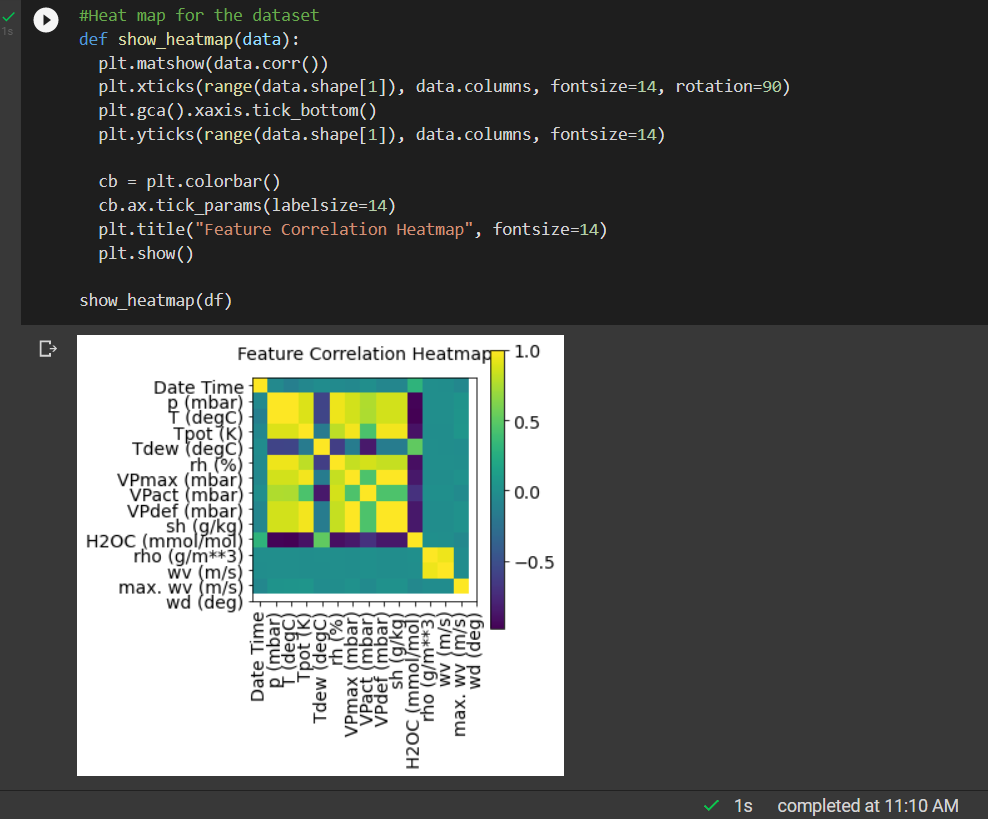 #Heat map for the dataset
1s
def show_heatmap(data):
plt.matshow(data.corr())
plt.xticks(range(data.shape[1]), data.columns, fontsize=14, rotation=90)
plt.gca().xaxis.tick_bottom()
plt.yticks(range(data.shape[1]), data.columns, fontsize=14)
cb = plt.colorbar()
cb.ax.tick_params(labelsize=14)
plt.title("Feature Correlation Heatmap", fontsize=14)
plt.show()
show_heatmap(df)
Feature Correlation Heatmap
1.0
0.5
0.0
−0.5
Date Time
p (mbar)
T (degC)
Tpot (K)
Tdew (degC)
rh (%)
VPmax (mbar)
VPact (mbar)
VPdef (mbar)
sh (g/kg)
H2OC (mmol/mol)
rho (g/m**3)
wv (m/s)
max. wv (m/s)
wd (deg)
Date Time
p (mbar)
T (degC)
Tpot (K)
Tdew (degC)
rh (%)
VPmax (mbar)
VPact (mbar)
VPdef (mbar)
sh (g/kg)
H2OC (mmol/mol)
rho (g/m**3)
wv (m/s)
max. wv (m/s)
wd (deg)
1s completed at 11:10 AM